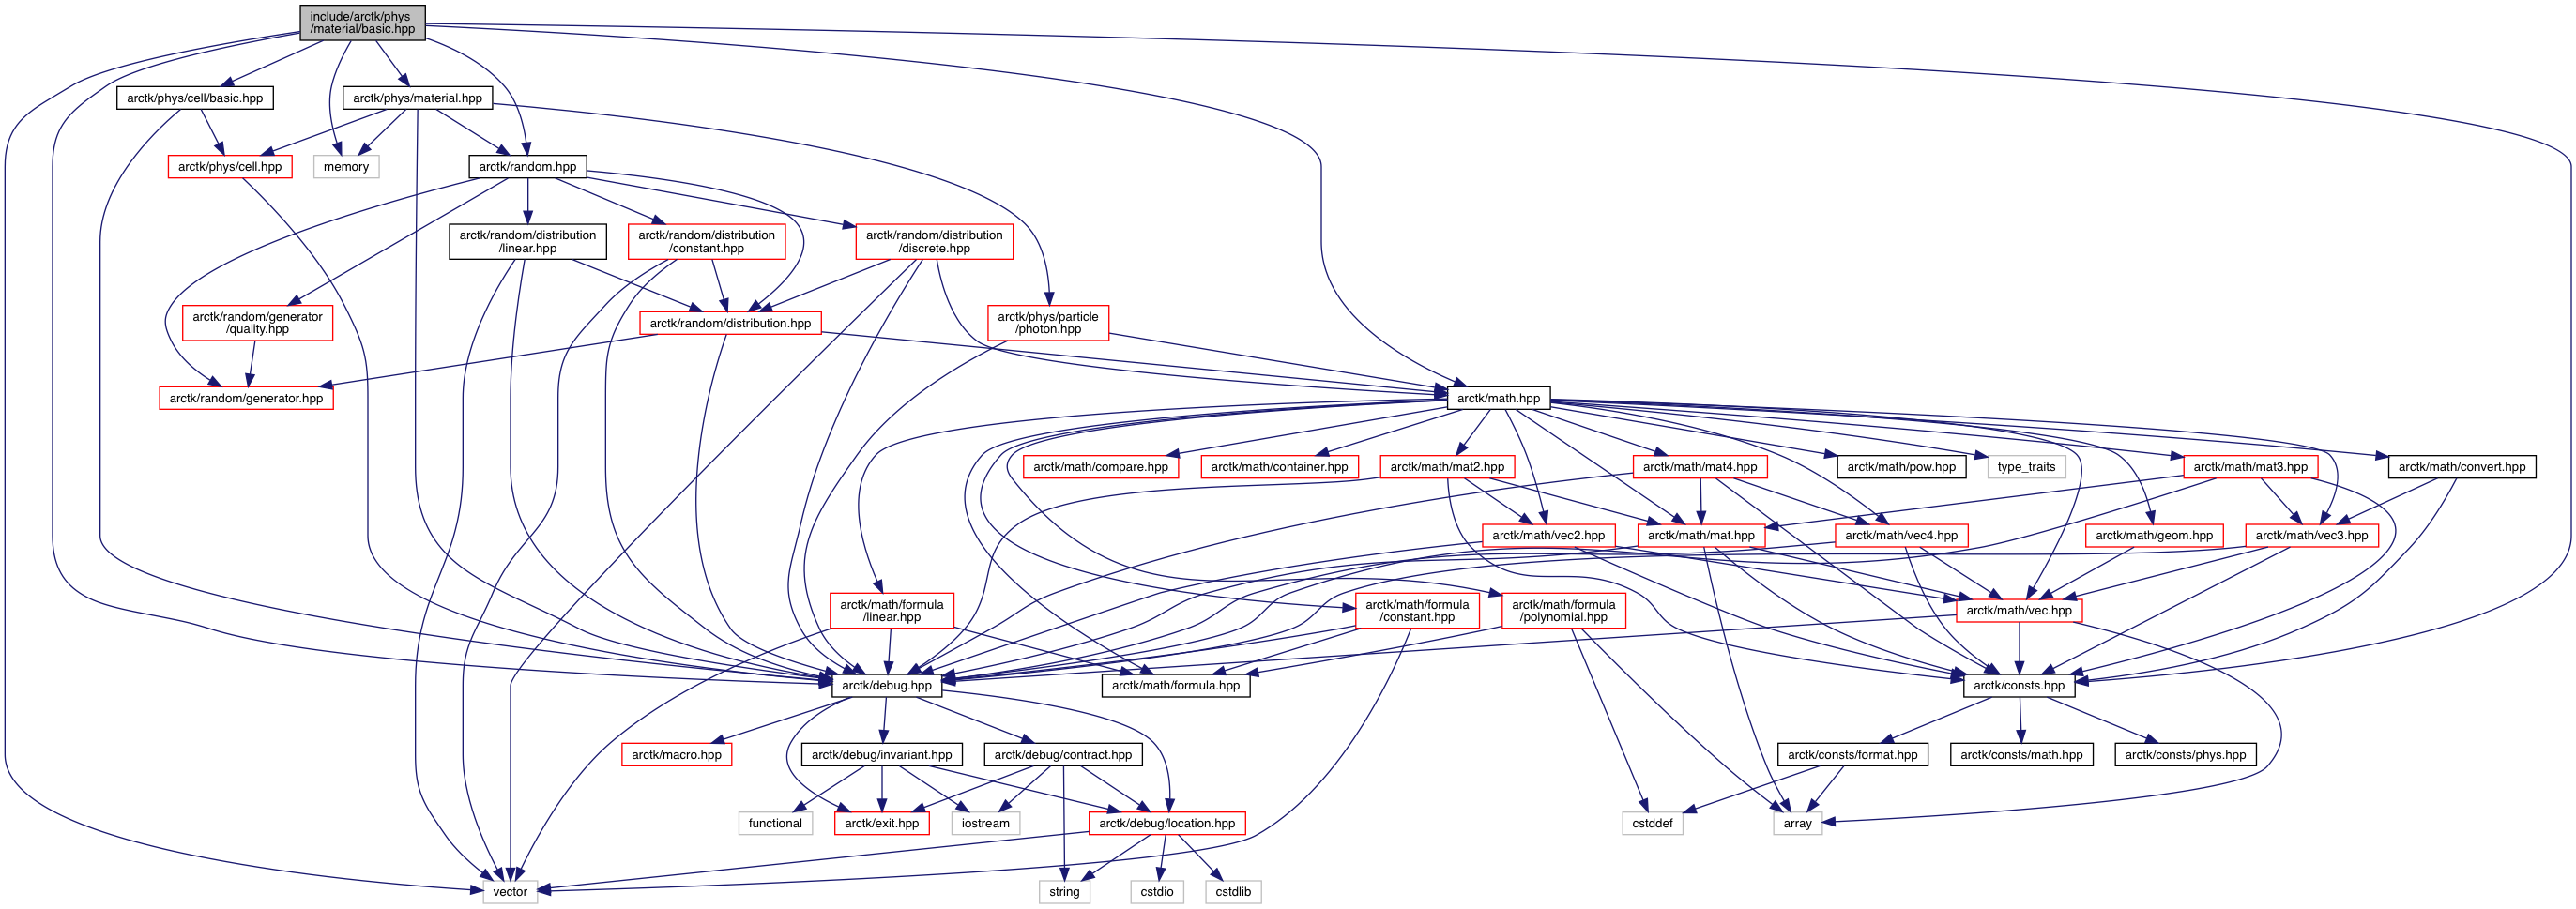 include/arctk/phys
/material/basic.hpp
arctk/phys/cell/basic.hpp
arctk/phys/material.hpp
arctk/phys/cell.hpp
memory
arctk/random.hpp
arctk/random/distribution
/linear.hpp
arctk/random/distribution
/constant.hpp
arctk/random/distribution
/discrete.hpp
arctk/random/generator
/quality.hpp
arctk/random/distribution.hpp
arctk/phys/particle
/photon.hpp
arctk/random/generator.hpp
arctk/math.hpp
arctk/math/compare.hpp
arctk/math/container.hpp
arctk/math/mat2.hpp
arctk/math/mat4.hpp
arctk/math/pow.hpp
type_traits
arctk/math/mat3.hpp
arctk/math/convert.hpp
arctk/math/vec2.hpp
arctk/math/mat.hpp
arctk/math/vec4.hpp
arctk/math/geom.hpp
arctk/math/vec3.hpp
arctk/math/formula
/linear.hpp
arctk/math/formula
/constant.hpp
arctk/math/formula
/polynomial.hpp
arctk/math/vec.hpp
arctk/debug.hpp
arctk/math/formula.hpp
arctk/consts.hpp
arctk/macro.hpp
arctk/debug/invariant.hpp
arctk/debug/contract.hpp
arctk/consts/format.hpp
arctk/consts/math.hpp
arctk/consts/phys.hpp
functional
arctk/exit.hpp
iostream
arctk/debug/location.hpp
cstddef
array
vector
string
cstdio
cstdlib